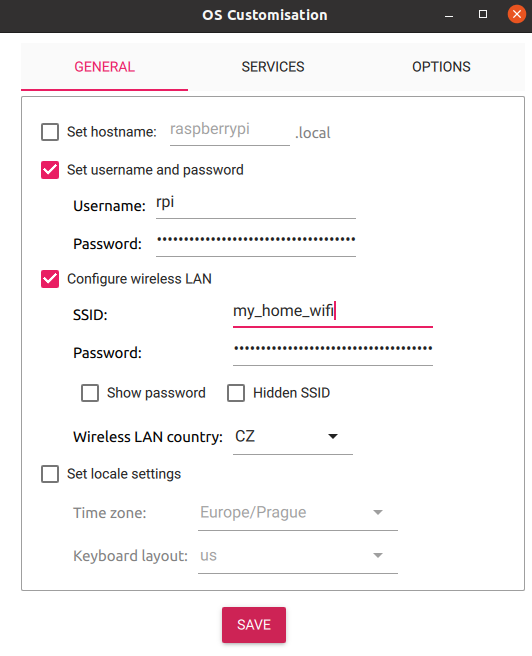 OS Customisation
GENERAL SERVICES OPTIONS
Set hostname: raspberrypi .local
Set username and password
Username: rpi
Password: ••••••••••••••••••••••••••••••••••••
Configure wireless LAN
SSID: my_home_wifi
Password: ••••••••••••••••••••••••••••••••••••
Show password Hidden SSID
Wireless LAN country: CZ
Set locale settings
Time zone: Europe/Prague
Keyboard layout: us
SAVE